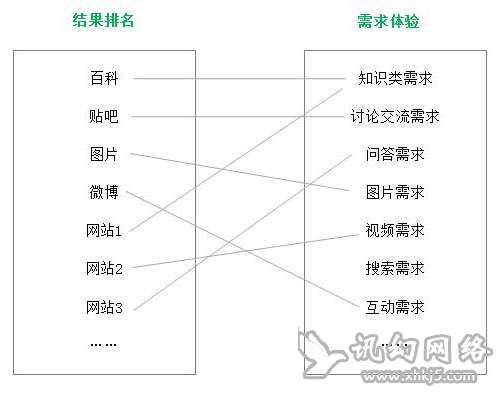 结果排名 需求体验
百科 知识类需求
贴吧 讨论交流需求
图片 问答需求
微博 图片需求
网站1 视频需求
网站2 搜索需求
网站3 互动需求
…… ……
讯幻网络
www.xhkj5.com